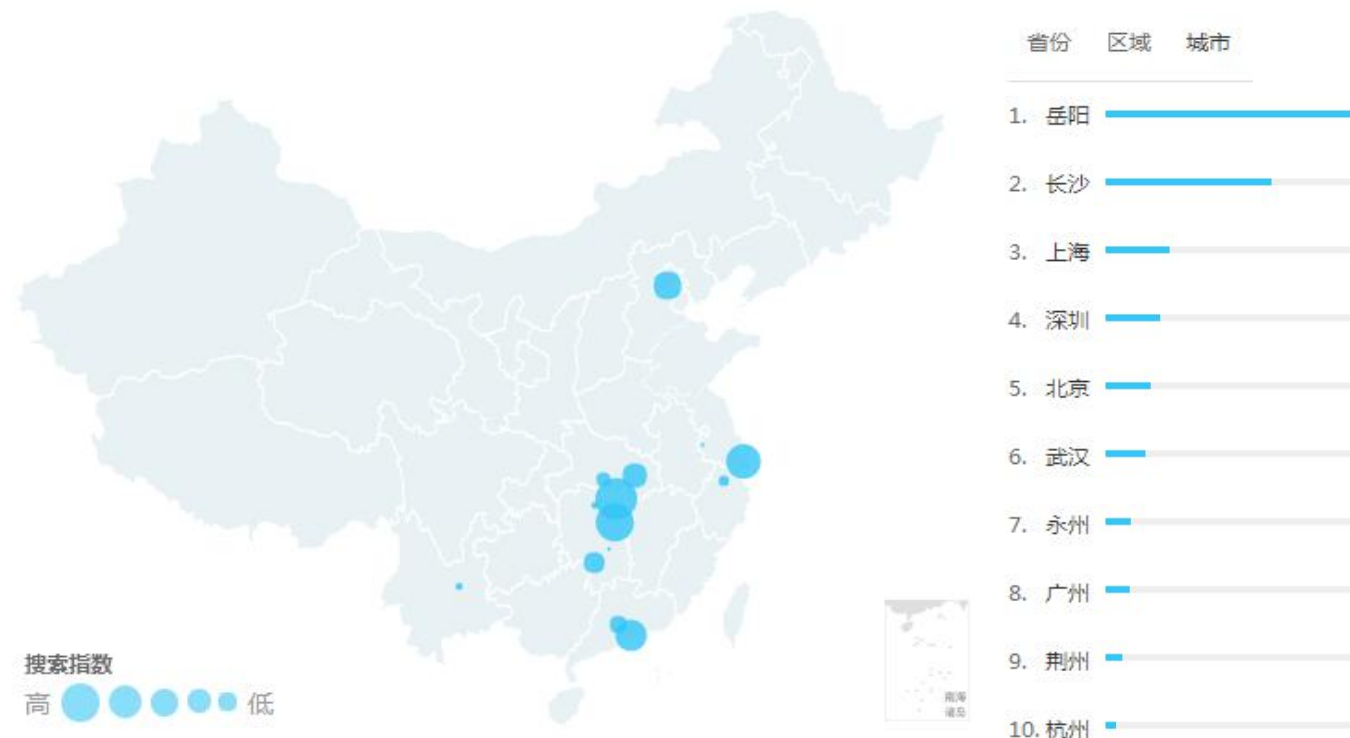 省份 区域 城市
1. 岳阳
2. 长沙
3. 上海
4. 深圳
5. 北京
6. 武汉
7. 永州
8. 广州
9. 荆州
10. 杭州
搜索指数
高 低
南海
诸岛